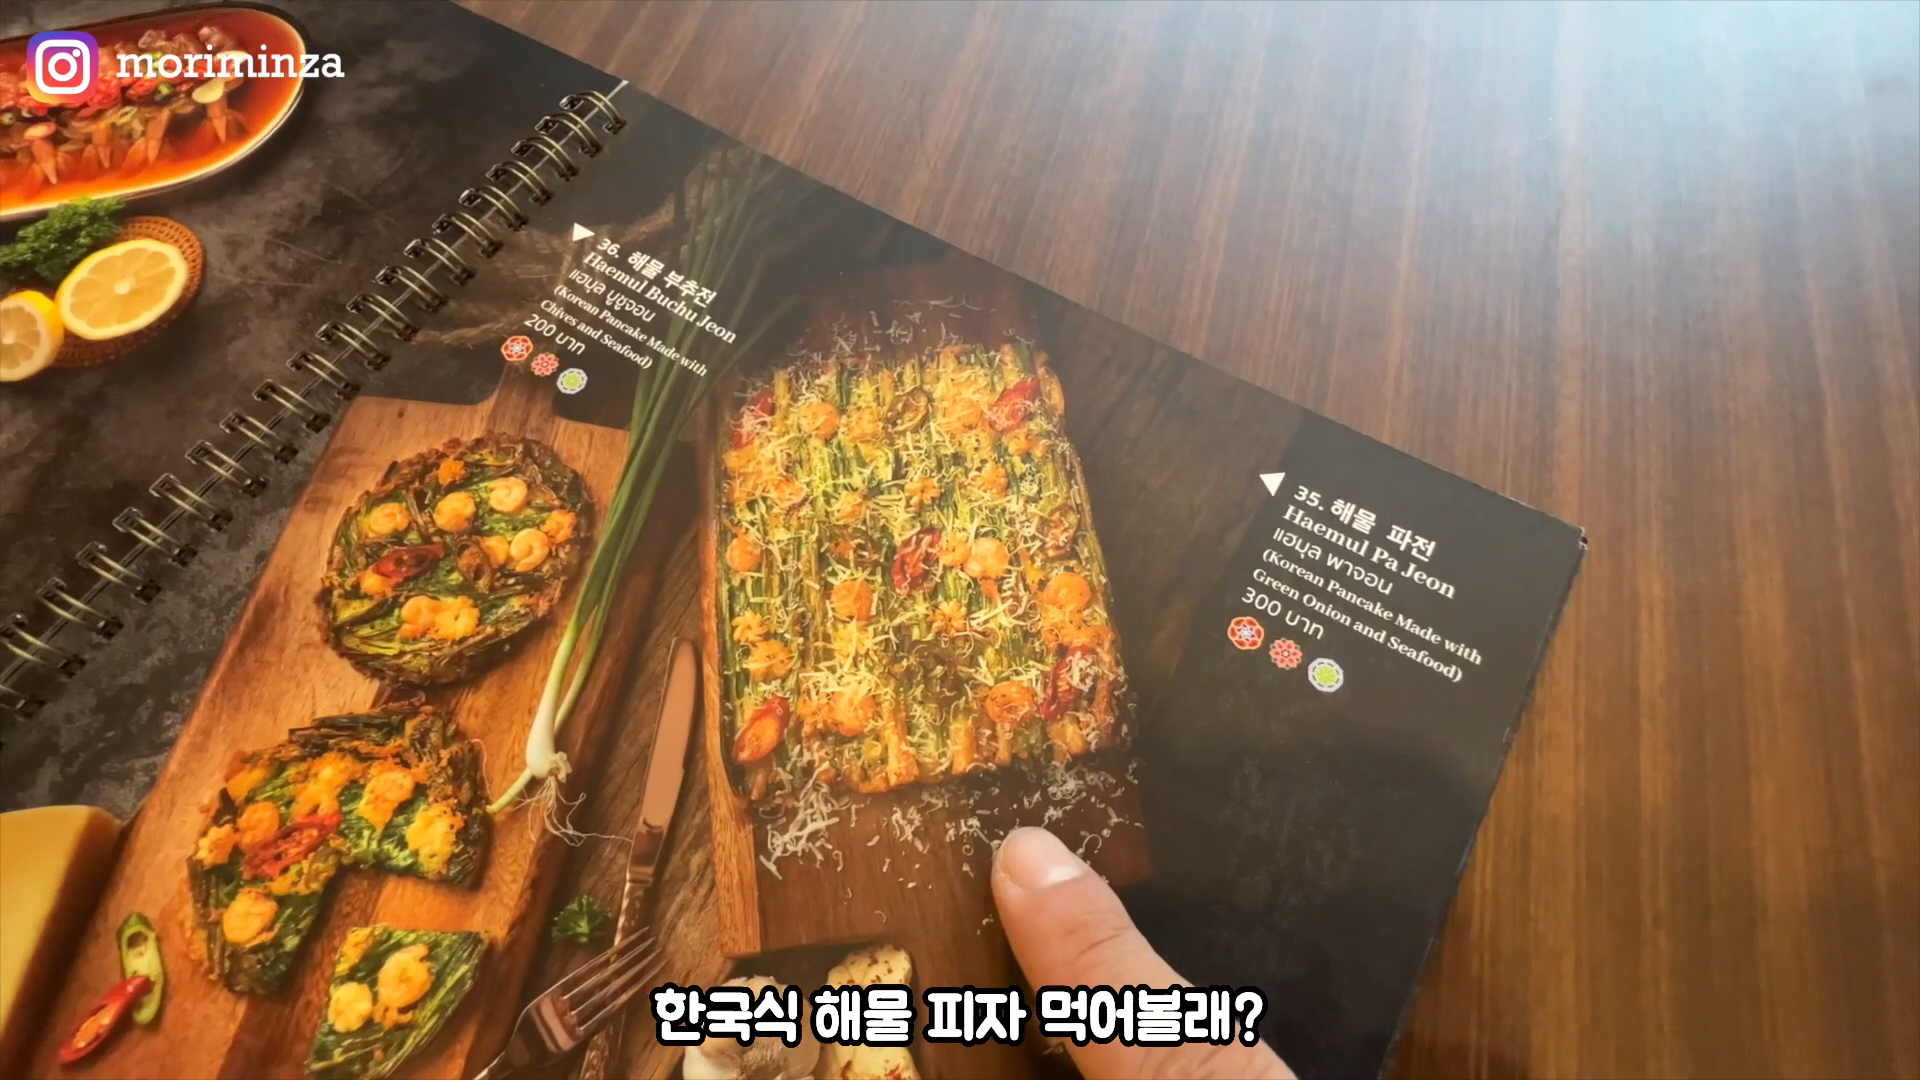 moriminza
36. 해물 부추전
Haemul Buchu Jeon
แฮมุล บูชูจอน
(Korean Pancake Made with
Chives and Seafood)
200 บาท
35. 해물 파전
Haemul Pa Jeon
แฮมุล พาจอน
(Korean Pancake Made with
Green Onion and Seafood)
300 บาท
한국식 해물 피자 먹어볼래?